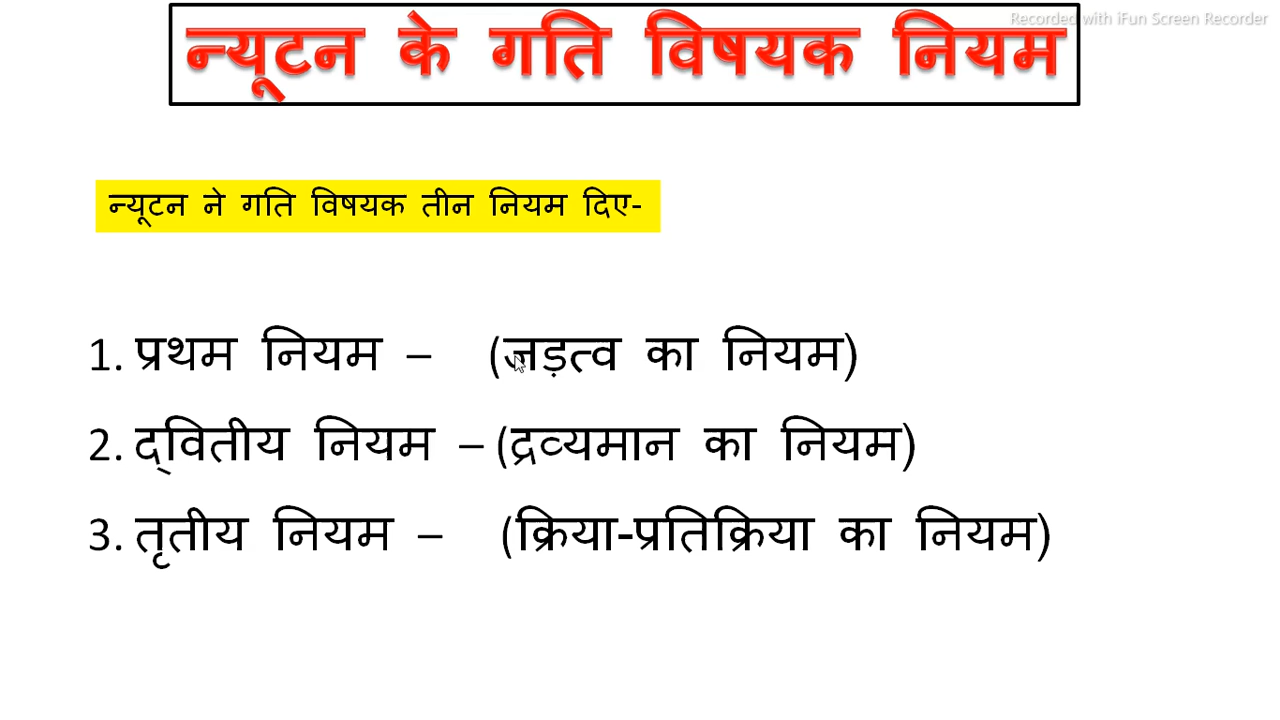 Recorded with iFun Screen Recorder
न्यूटन के गति विषयक नियम
न्यूटन ने गति विषयक तीन नियम दिए-
1. प्रथम नियम – (जड़त्व का नियम)
2. द्वितीय नियम – (द्रव्यमान का नियम)
3. तृतीय नियम – (क्रिया-प्रतिक्रिया का नियम)